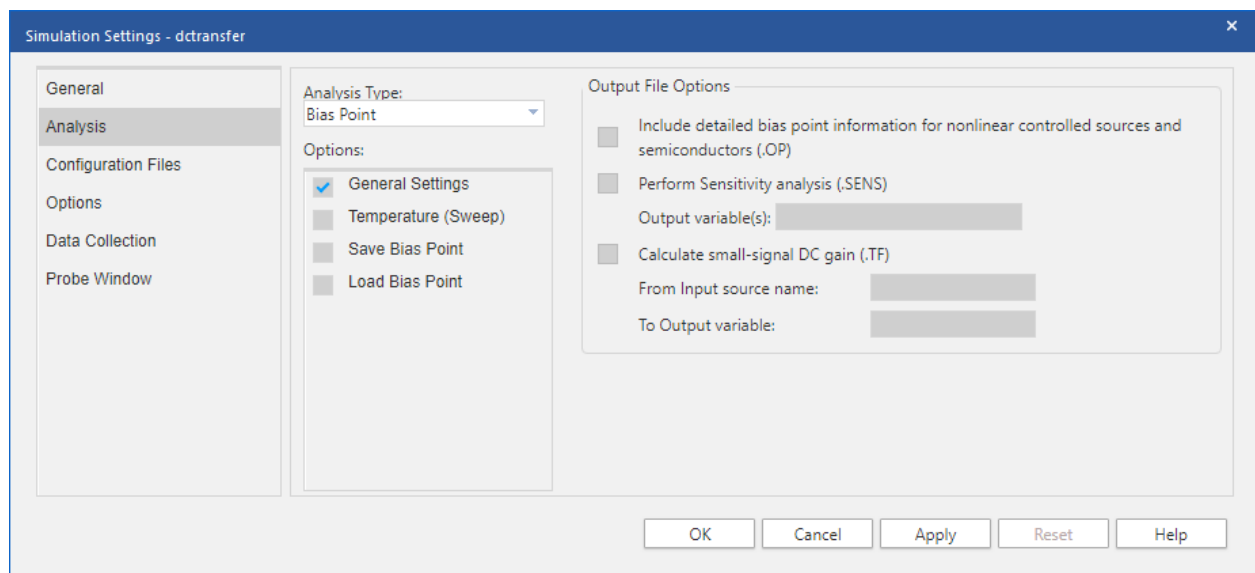 Simulation Settings - dctransfer
×
General
Analysis
Configuration Files
Options
Data Collection
Probe Window
Analysis Type:
Bias Point
Options:
General Settings
Temperature (Sweep)
Save Bias Point
Load Bias Point
Output File Options
Include detailed bias point information for nonlinear controlled sources and
semiconductors (.OP)
Perform Sensitivity analysis (.SENS)
Output variable(s):
Calculate small-signal DC gain (.TF)
From Input source name:
To Output variable:
OK
Cancel
Apply
Reset
Help